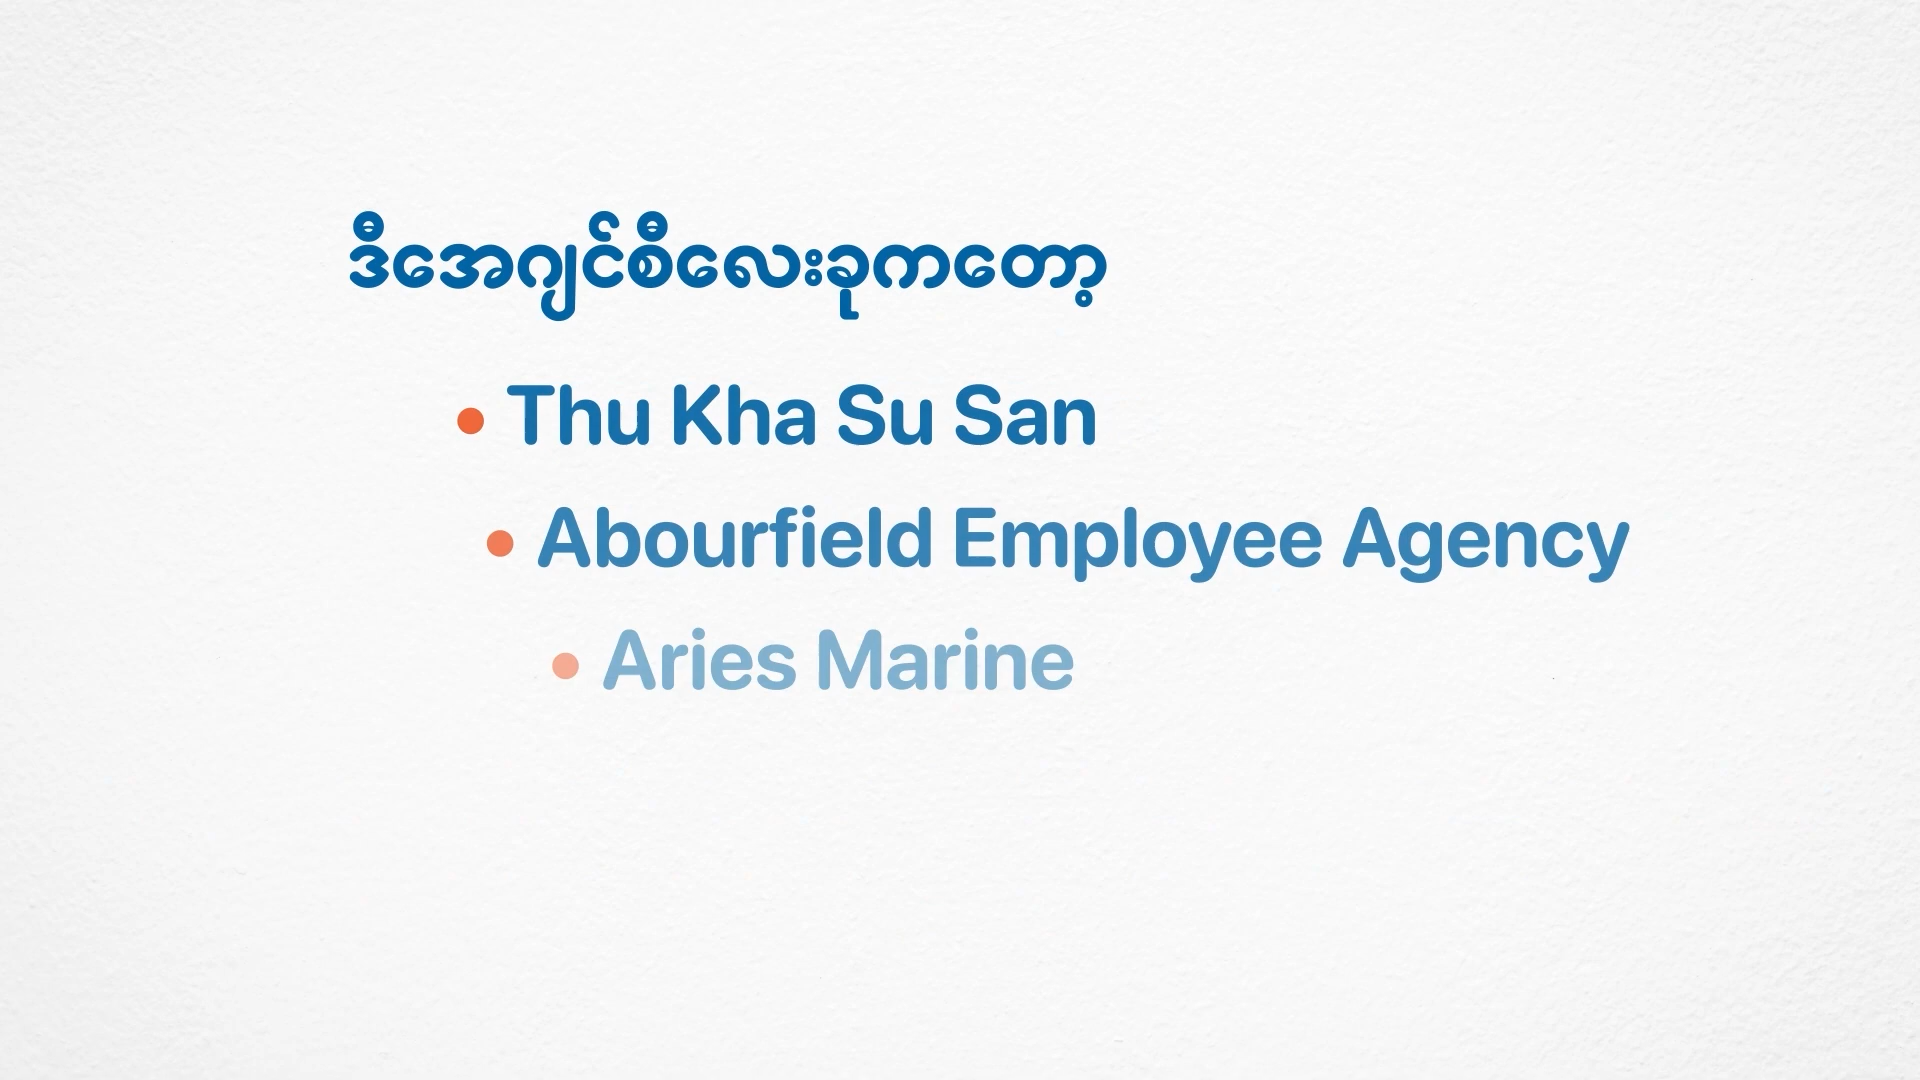 ဒီအေဂျင်စီလေးခုကတော့
• Thu Kha Su San
• Abourfield Employee Agency
• Aries Marine